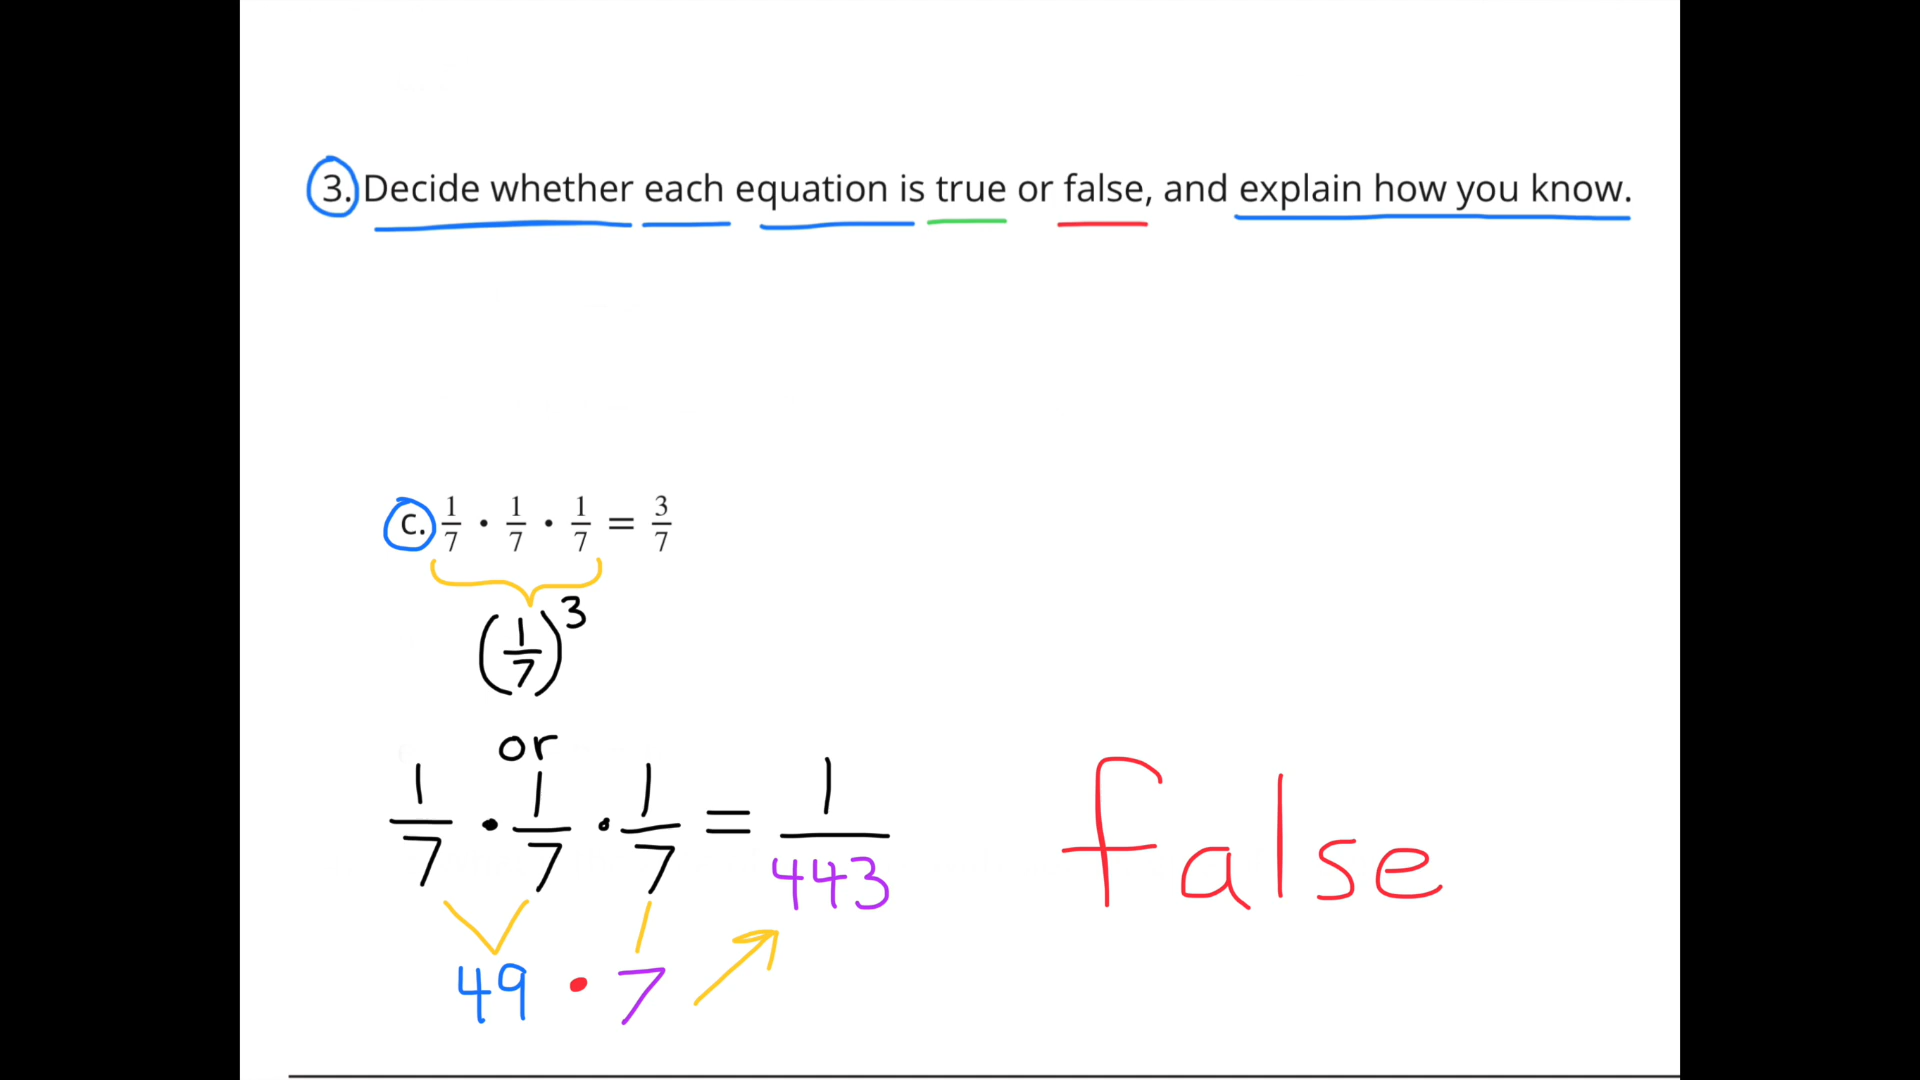 3. Decide whether each equation is true or false, and explain how you know.
c. 1/7 · 1/7 · 1/7 = 3/7
(1/7)³
or
1/7 · 1/7 · 1/7 = 1/443
false
49 · 7